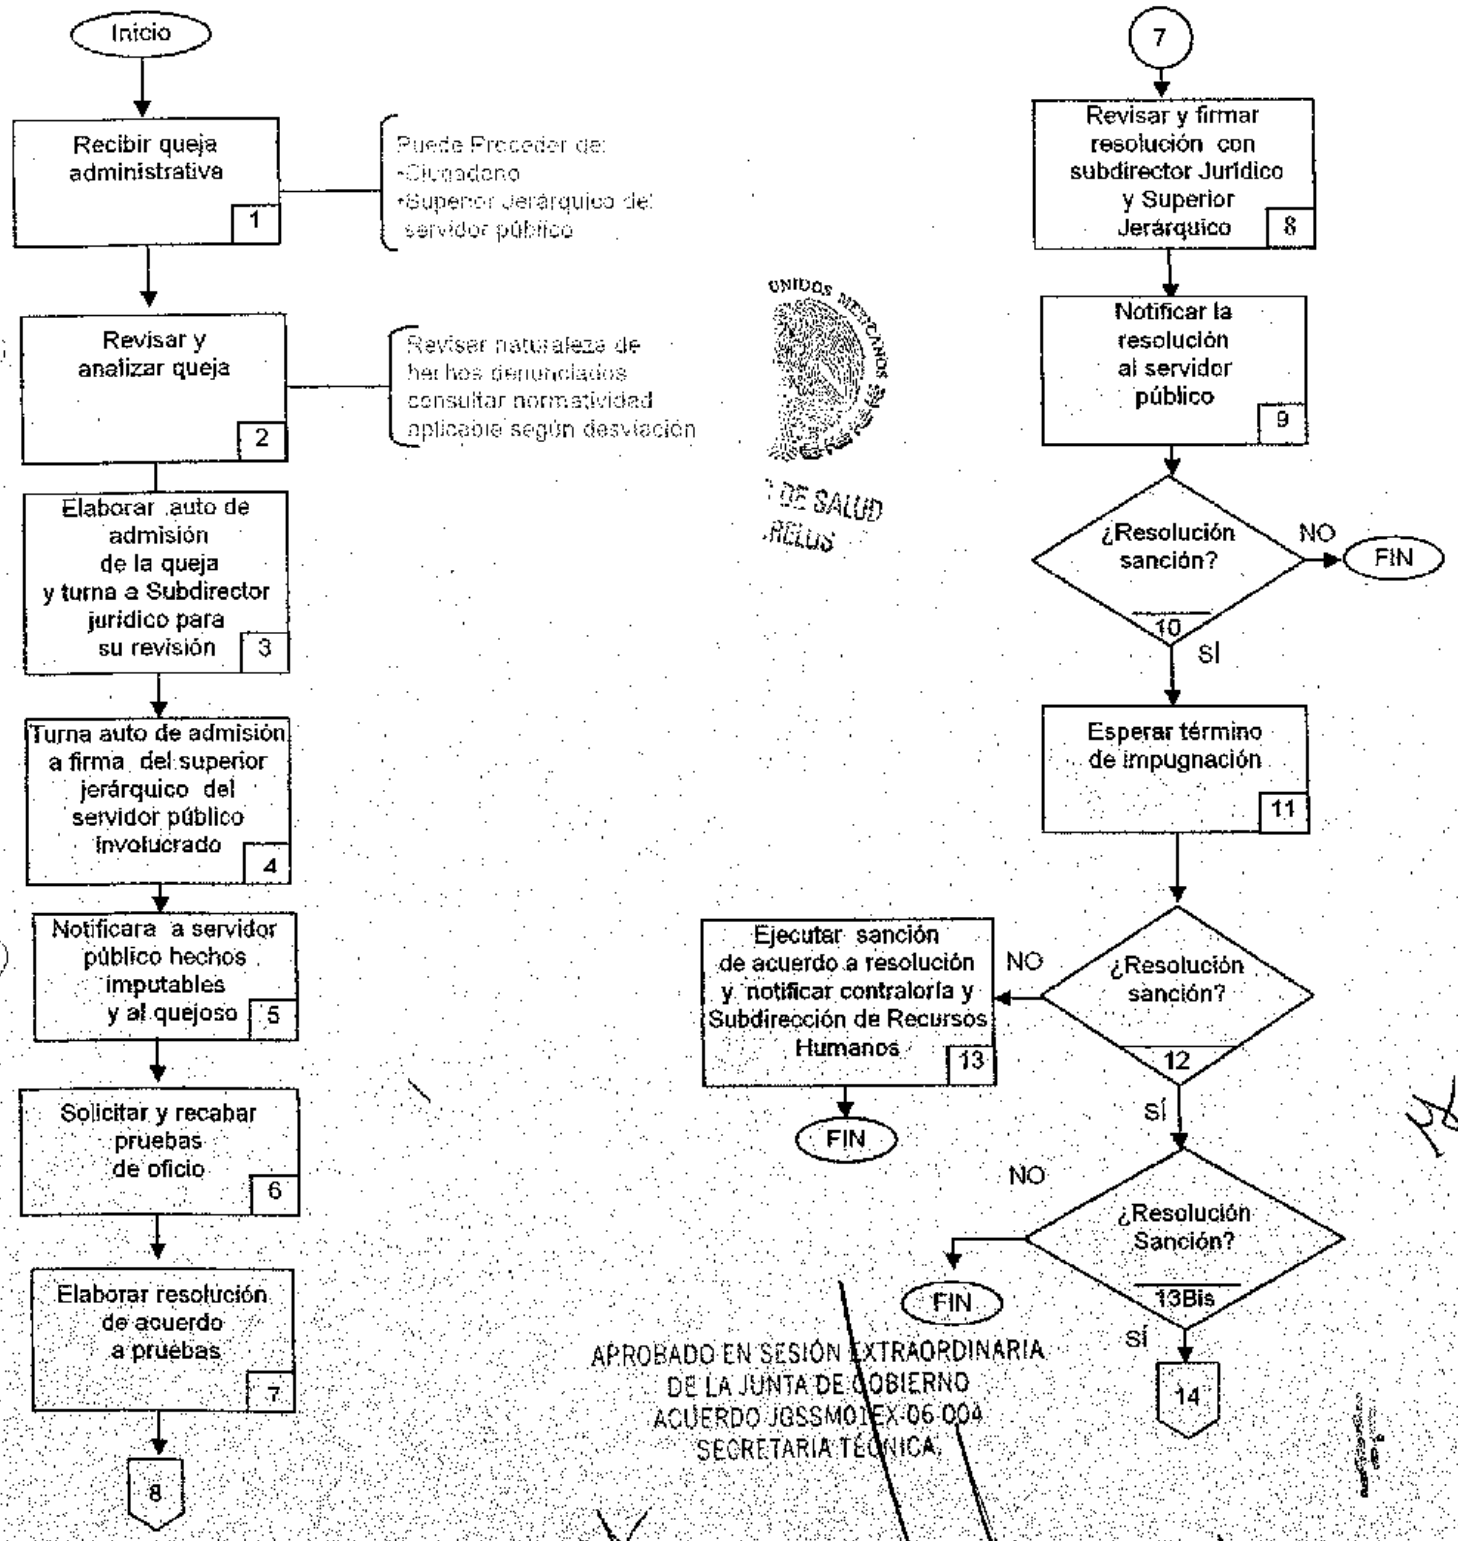 Inicio
Recibir queja
administrativa
1
Puede Proceder de:
•Ciudadano
•Superior Jerárquico del
servidor público
Revisar y
analizar queja
2
Revisar naturaleza de
hechos denunciados
consultar normatividad
aplicable según desviación
Elaborar auto de
admisión
de la queja
y turna a Subdirector
jurídico para
su revisión
3
Turna auto de admisión
a firma del superior
jerárquico del
servidor público
involucrado
4
Notificara a servidor
público hechos
imputables
y al quejoso
5
Solicitar y recabar
pruebas
de oficio
6
Elaborar resolución
de acuerdo
a pruebas
7
8
UNIDOS MEXICANOS
DE SALUD
RELOS
7
Revisar y firmar
resolución con
subdirector Jurídico
y Superior
Jerárquico
8
Notificar la
resolución
al servidor
público
9
¿Resolución
sanción?
10
NO
FIN
SÍ
Esperar término
de impugnación
11
¿Resolución
sanción?
12
NO
Ejecutar sanción
de acuerdo a resolución
y notificar contraloría y
Subdirección de Recursos
Humanos
13
FIN
SÍ
¿Resolución
Sanción?
13Bis
NO
FIN
SÍ
14
APROBADO EN SESIÓN EXTRAORDINARIA
DE LA JUNTA DE GOBIERNO
ACUERDO JGSSM01EX-06 004
SECRETARIA TÉCNICA.